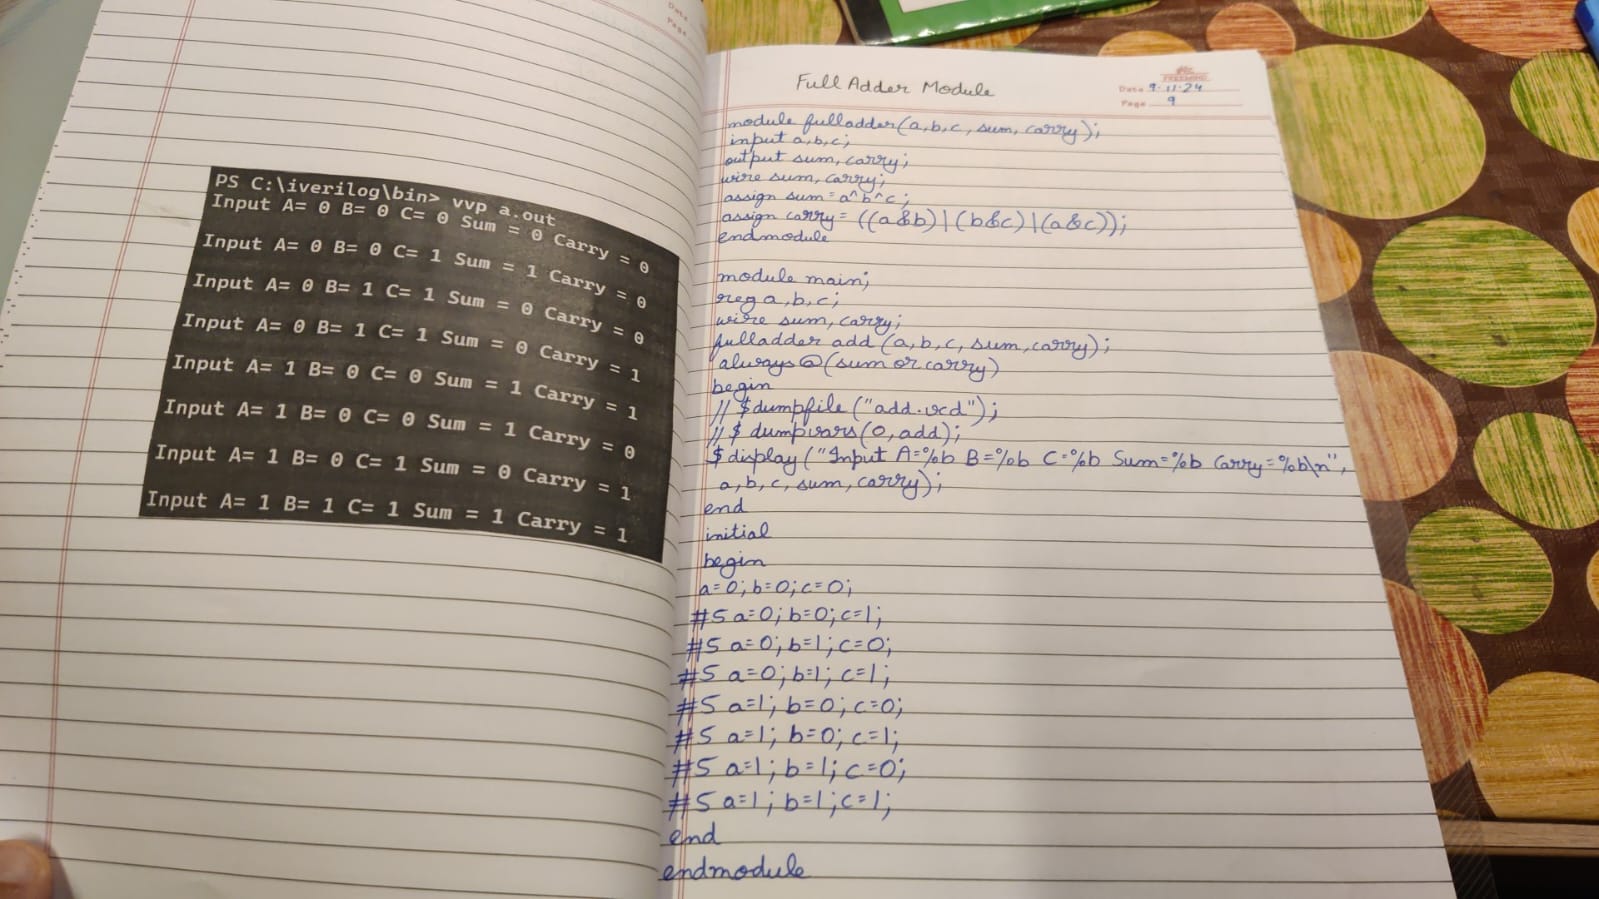 PS C:\iverilog\bin> vvp a.out
Input A= 0 B= 0 C= 0 Sum = 0 Carry = 0
Input A= 0 B= 0 C= 1 Sum = 1 Carry = 0
Input A= 0 B= 1 C= 1 Sum = 0 Carry = 0
Input A= 0 B= 1 C= 1 Sum = 0 Carry = 1
Input A= 1 B= 0 C= 0 Sum = 1 Carry = 1
Input A= 1 B= 0 C= 0 Sum = 1 Carry = 0
Input A= 1 B= 0 C= 1 Sum = 0 Carry = 1
Input A= 1 B= 1 C= 1 Sum = 1 Carry = 1
Date
Page
Full Adder Module
FREEMIND
Date 9.11.24
Page 9
module fulladder(a,b,c, sum, carry);
input a,b,c;
output sum, carry;
wire sum, carry;
assign sum=a^b^c;
assign carry= ((a&b)|(b&c)|(a&c));
endmodule
module main;
reg a,b,c;
wire sum, carry;
fulladder add (a,b,c, sum, carry);
always@(sum or carry)
begin
// $dumpfile ("add.vcd");
// $ dumpvars(0, add);
$display ("Input A=%b B=%b C=%b Sum=%b Carry=%b\n",
a,b,c, sum, carry);
end
initial
begin
a=0;b=0;c=0;
#5 a=0;b=0;c=1;
#5 a=0;b=1;c=0;
#5 a=0;b=1;c=1;
#5 a=1;b=0;c=0;
#5 a=1;b=0;c=1;
#5 a=1;b=1;c=0;
#5 a=1;b=1;c=1;
end
endmodule